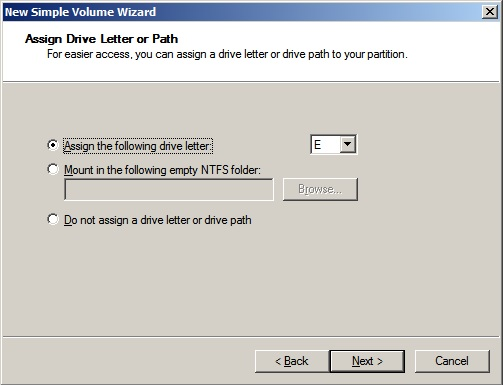 New Simple Volume Wizard
Assign Drive Letter or Path
For easier access, you can assign a drive letter or drive path to your partition.
Assign the following drive letter: E
Mount in the following empty NTFS folder:
Browse...
Do not assign a drive letter or drive path
< Back Next > Cancel